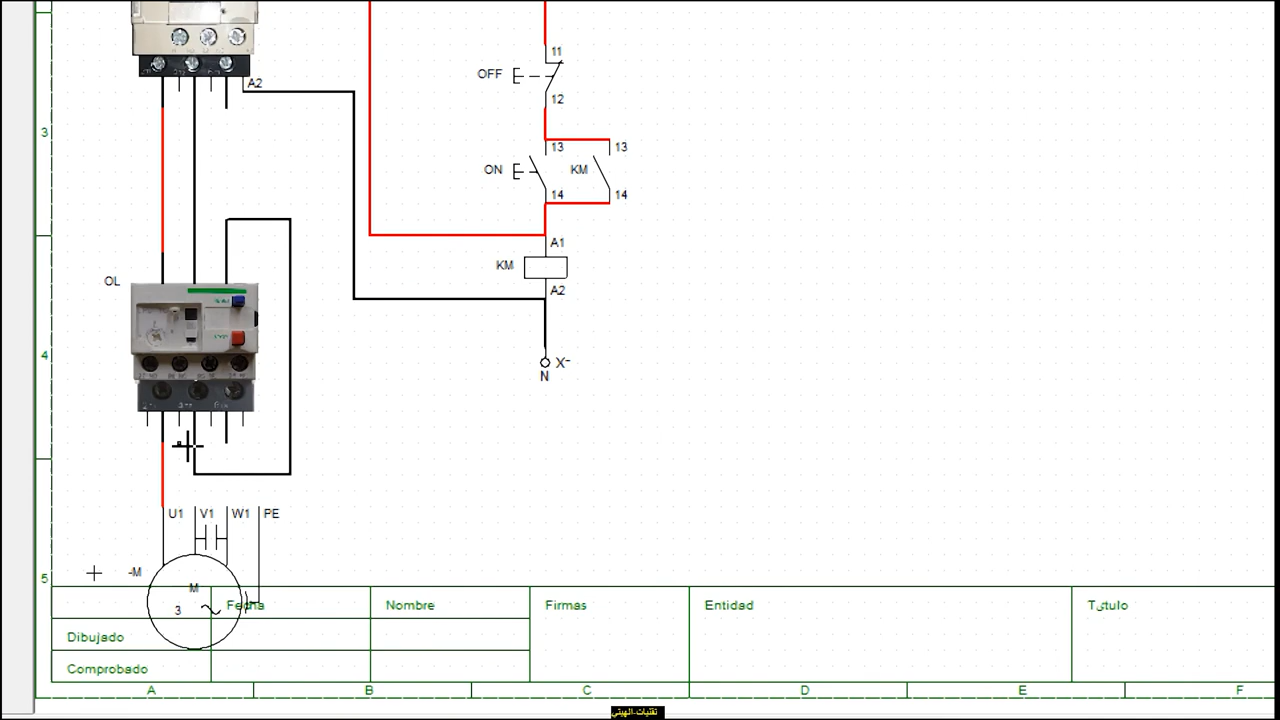 A2
11
OFF
12
3
13
13
ON
KM
14
14
A1
KM
A2
OL
4
X-
N
U1
V1
W1
PE
-M
M
3
5
Fecha
Nombre
Firmas
Entidad
Dibujado
Comprobado
A
B
C
D
E
F
تقنيات-الهيتي